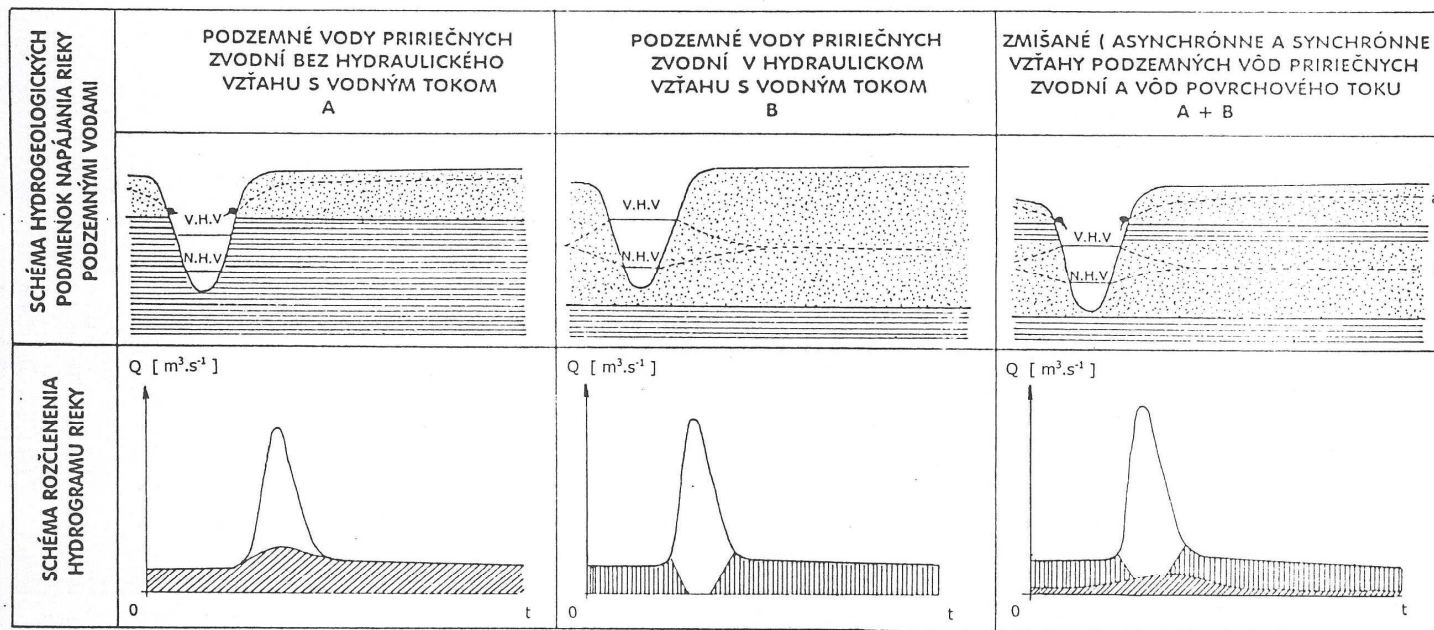 SCHÉMA HYDROGEOLOGICKÝCH
PODMIENOK NAPÁJANIA RIEKY
PODZEMNÝMI VODAMI
PODZEMNÉ VODY PRIRIEČNYCH
ZVODNÍ BEZ HYDRAULICKÉHO
VZŤAHU S VODNÝM TOKOM
A
PODZEMNÉ VODY PRIRIEČNYCH
ZVODNÍ V HYDRAULICKOM
VZŤAHU S VODNÝM TOKOM
B
ZMIŠANÉ ( ASYNCHRÓNNE A SYNCHRÓNNE
VZŤAHY PODZEMNÝCH VÔD PRIRIEČNYCH
ZVODNÍ A VÔD POVRCHOVÉHO TOKU
A + B
V.H.V
N.H.V
V.H.V
N.H.V
V.H.V
N.H.V
a
SCHÉMA ROZČLENENIA
HYDROGRAMU RIEKY
Q [ m³.s⁻¹ ]
0
t
Q [ m³.s⁻¹ ]
0
t
Q [ m³.s⁻¹ ]
0
t